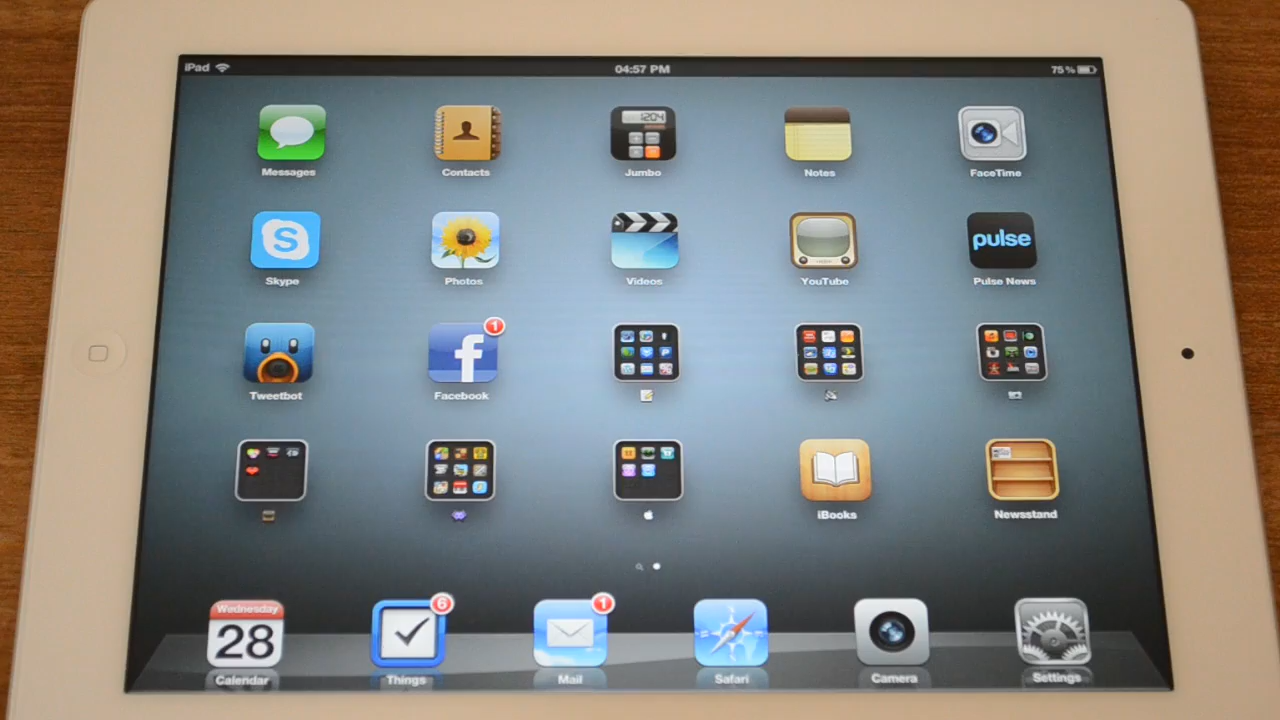 iPad 04:57 PM 75%
1204
Messages Contacts Jumbo Notes FaceTime
S pulse
Skype Photos Videos YouTube Pulse News
1
f
Tweetbot Facebook
iBooks Newsstand
Wednesday 6 1
28
Calendar Things Mail Safari Camera Settings